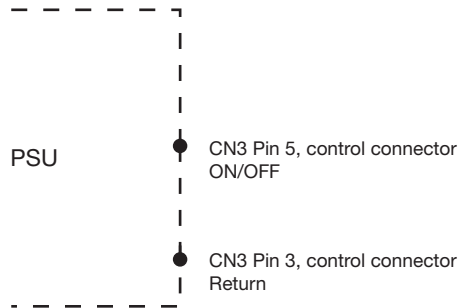 PSU
CN3 Pin 5, control connector
ON/OFF
CN3 Pin 3, control connector
Return